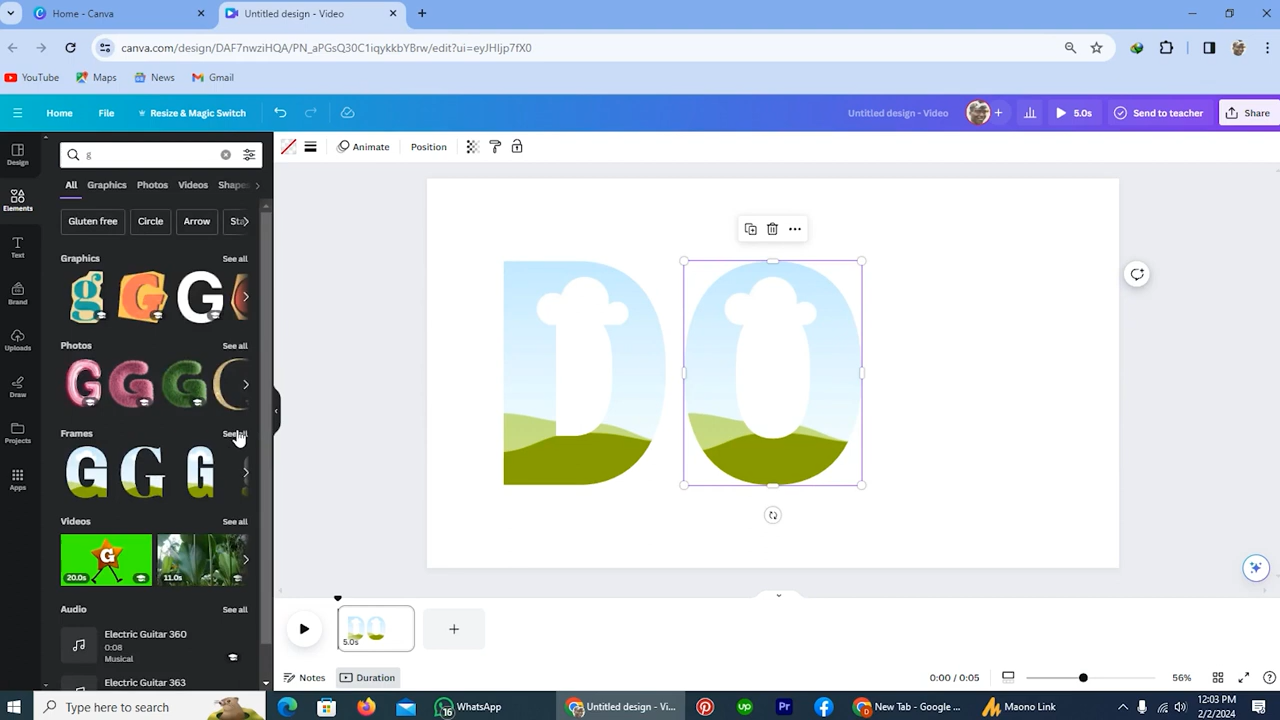 Home - Canva
Untitled design - Video
canva.com/design/DAF7nwziHQA/PN_aPGsQ30C1iqykkbYBrw/edit?ui=eyJHIjp7fX0
YouTube
Maps
News
Gmail
Home
File
Resize & Magic Switch
Untitled design - Video
5.0s
Send to teacher
Share
g
Animate
Position
Design
Elements
Text
Brand
Uploads
Draw
Projects
Apps
All
Graphics
Photos
Videos
Shapes
Gluten free
Circle
Arrow
Graphics
See all
g G G
Photos
See all
G G G
Frames
See all
G G G
Videos
See all
G
20.0s
11.0s
Audio
See all
Electric Guitar 360
0:08
Musical
Electric Guitar 363
D O
DO
5.0s
Notes
Duration
0:00 / 0:05
56%
Type here to search
16
WhatsApp
Untitled design - Vi...
New Tab - Google ...
Maono Link
12:03 PM
2/2/2024